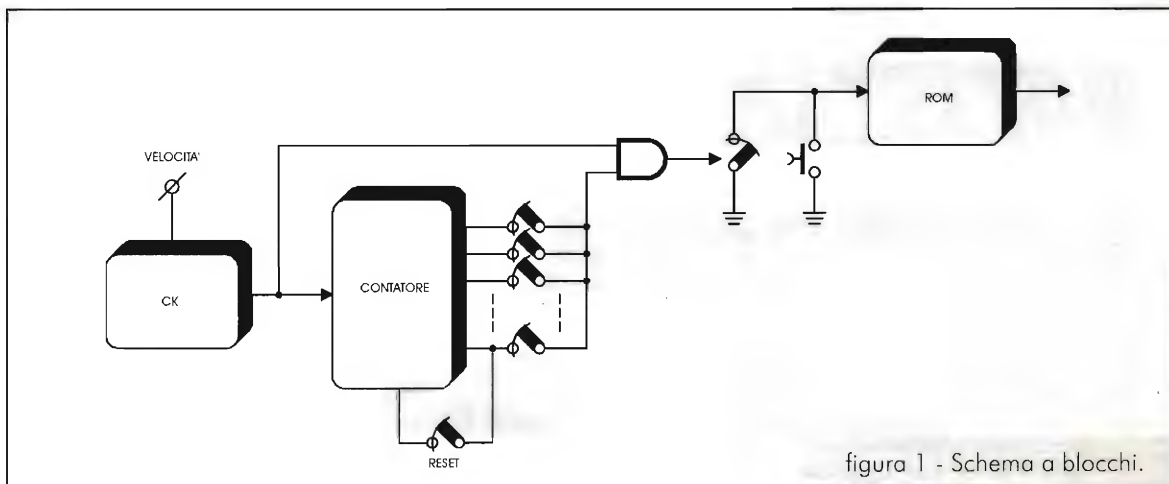 ROM
VELOCITA'
CK
CONTATORE
RESET
figura 1 - Schema a blocchi.